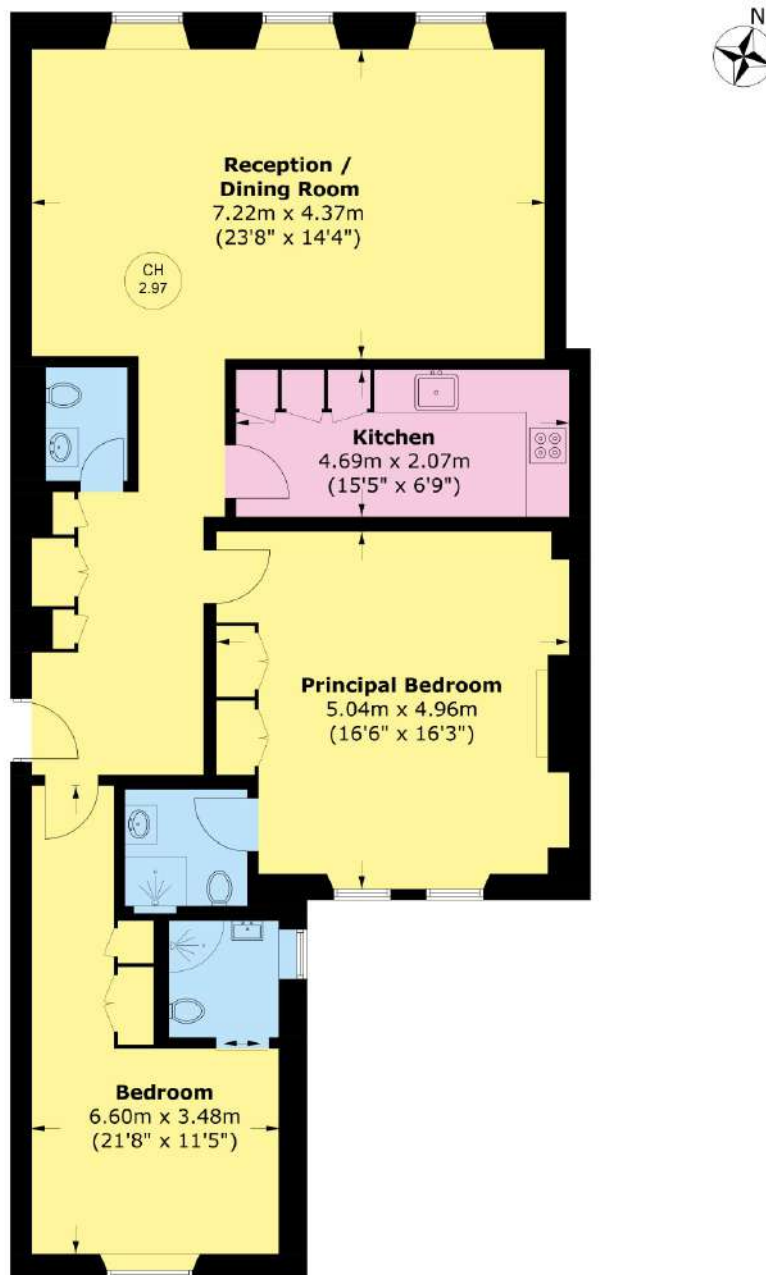 N
Reception /
Dining Room
7.22m x 4.37m
(23'8" x 14'4")
CH
2.97
Kitchen
4.69m x 2.07m
(15'5" x 6'9")
Principal Bedroom
5.04m x 4.96m
(16'6" x 16'3")
Bedroom
6.60m x 3.48m
(21'8" x 11'5")